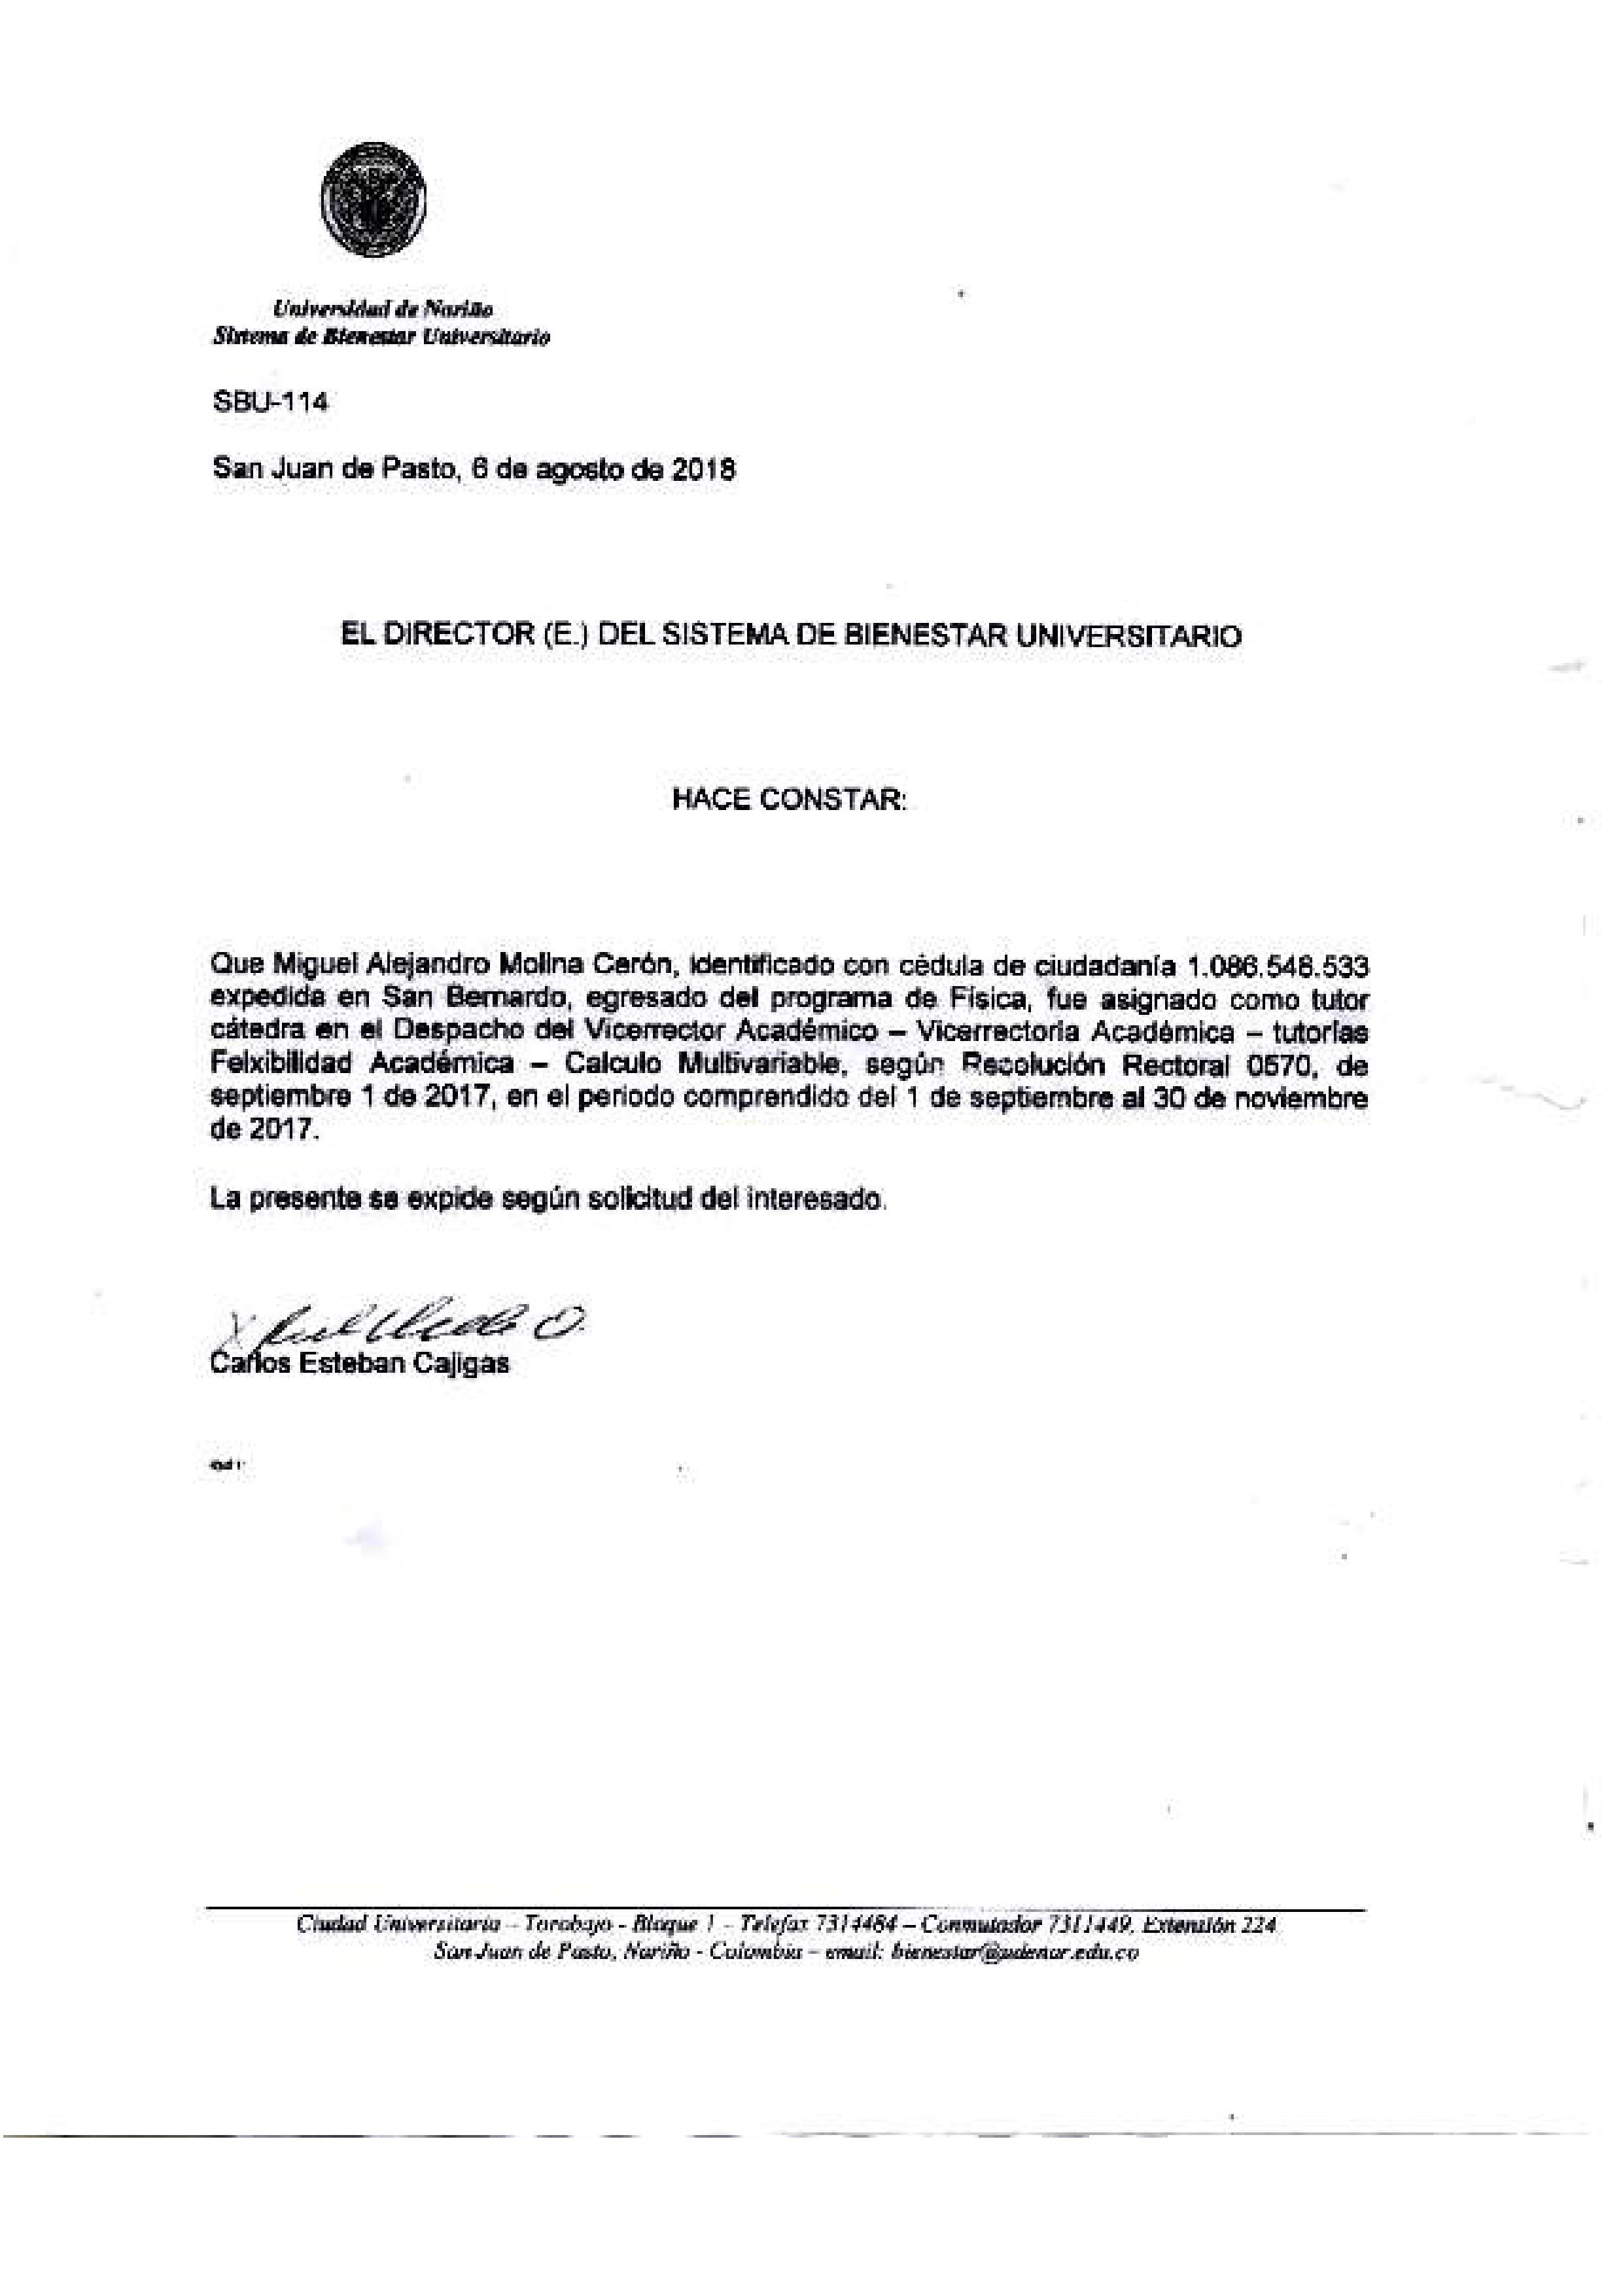 Universidad de Nariño
Sistema de Bienestar Universitario
SBU-114
San Juan de Pasto, 6 de agosto de 2018
EL DIRECTOR (E.) DEL SISTEMA DE BIENESTAR UNIVERSITARIO
HACE CONSTAR:
Que Miguel Alejandro Molina Cerón, identificado con cédula de ciudadanía 1.086.548.533
expedida en San Bernardo, egresado del programa de Física, fue asignado como tutor
cátedra en el Despacho del Vicerrector Académico – Vicerrectoría Académica – tutorías
Felxibilidad Académica – Calculo Multivariable, según Resolución Rectoral 0570, de
septiembre 1 de 2017, en el periodo comprendido del 1 de septiembre al 30 de noviembre
de 2017.
La presente se expide según solicitud del interesado.
Carlos Esteban Cajigas
Ciudad Universitaria – Torobajo - Bloque 1 – Telefax 7314484 – Conmutador 7311449, Extensión 224
San Juan de Pasto, Nariño - Colombia – email: bienestar@udenar.edu.co